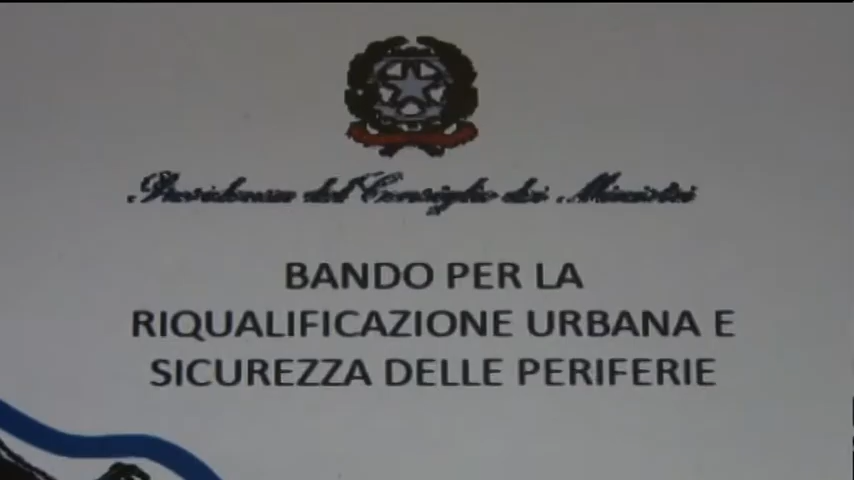 Presidenza del Consiglio dei Ministri
BANDO PER LA
RIQUALIFICAZIONE URBANA E
SICUREZZA DELLE PERIFERIE